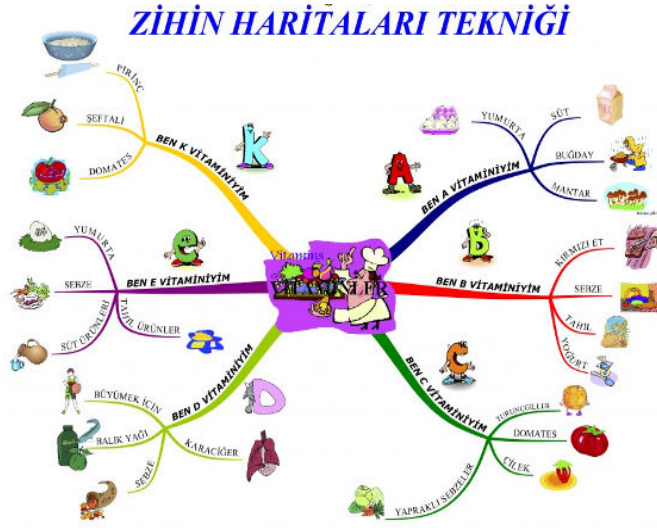 ZİHİN HARİTALARI TEKNİĞİ
PİRİNÇ
ŞEFTALİ
DOMATES
BEN K VİTAMİNİYİM
K
YUMURTA
SÜT
BUĞDAY
MANTAR
BEN A VİTAMİNİYİM
A
YUMURTA
SEBZE
SÜT ÜRÜNLERİ
TAHIL ÜRÜNLER
BEN E VİTAMİNİYİM
e
Vitamins
VİTAMİNLER
b
BEN B VİTAMİNİYİM
KIRMIZI ET
SEBZE
TAHIL
YOGURT
BÜYÜMEK İÇİN
BALIK YAĞI
SEBZE
KARACİĞER
BEN D VİTAMİNİYİM
D
C
BEN C VİTAMİNİYİM
TURUNÇGİLLER
DOMATES
ÇİLEK
YAPRAKLI SEBZELER